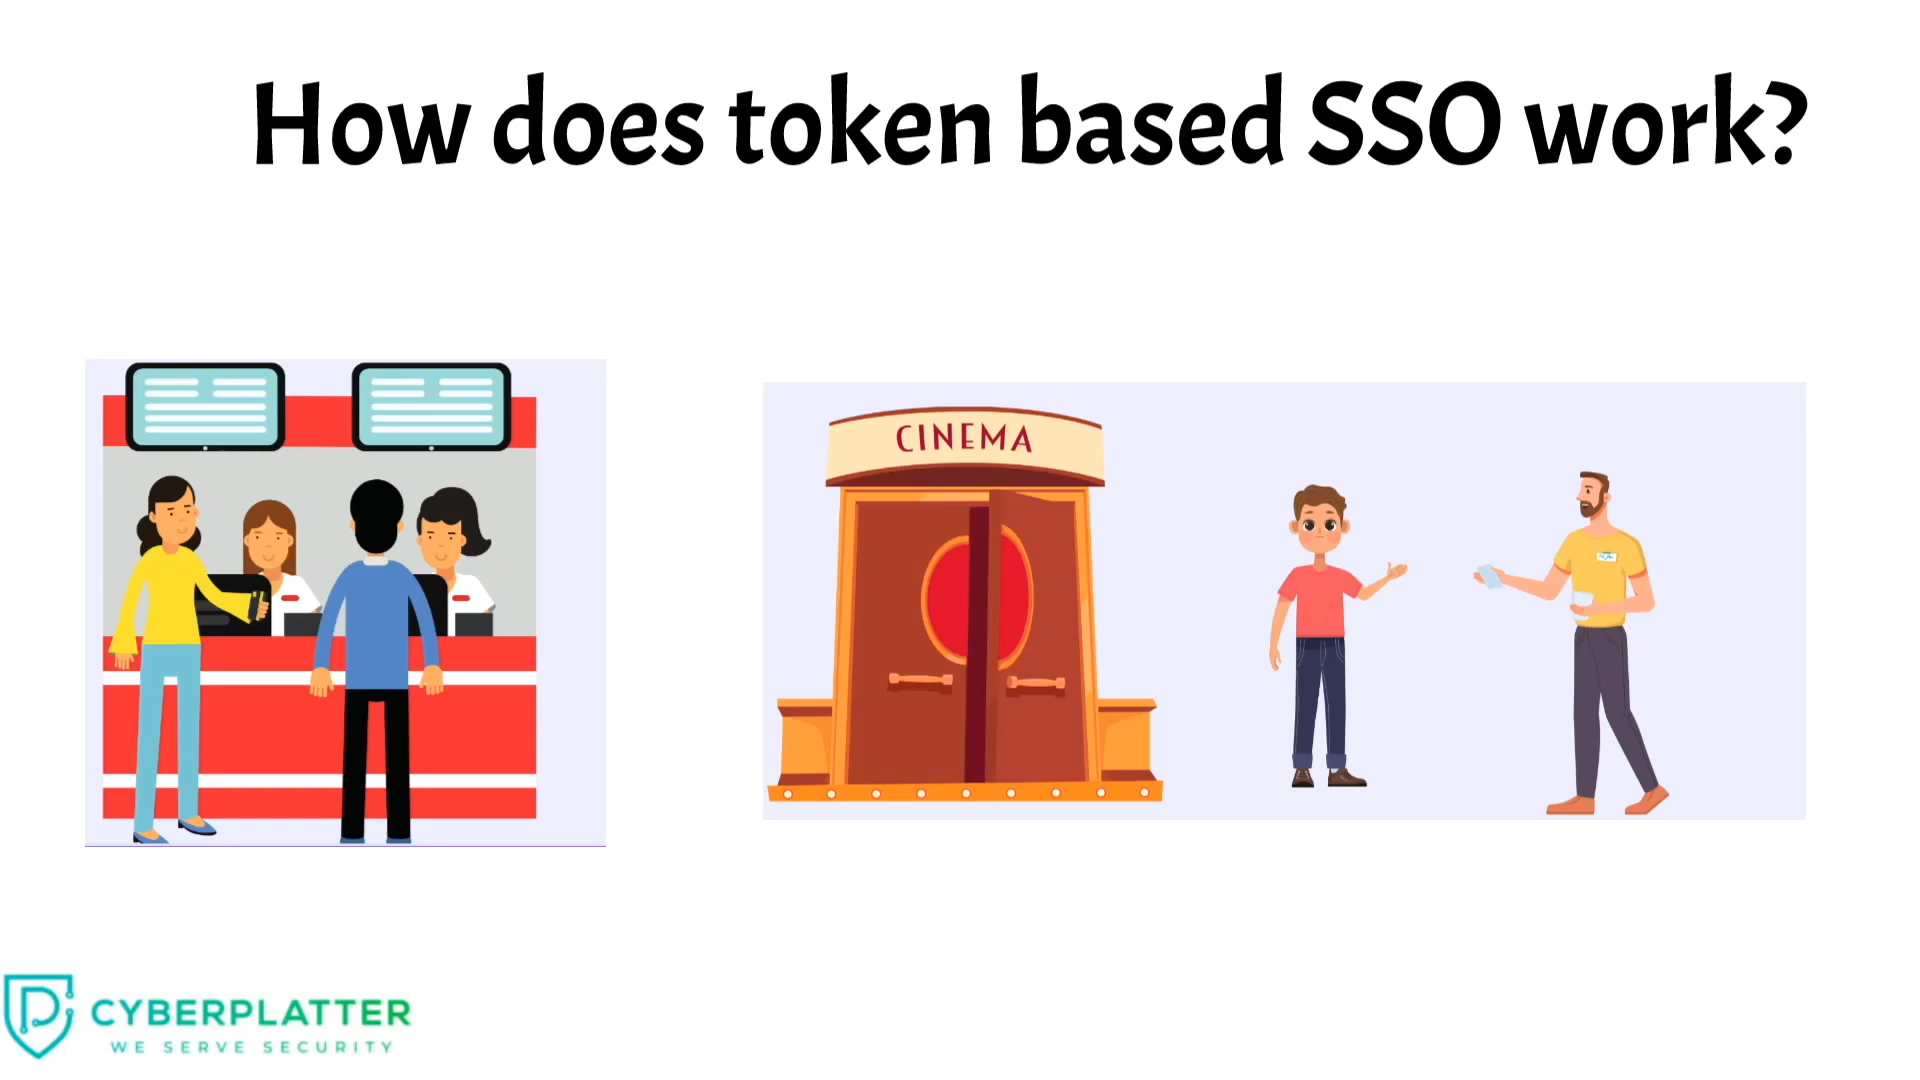 How does token based SSO work?
CINEMA
CYBERPLATTER
WE SERVE SECURITY